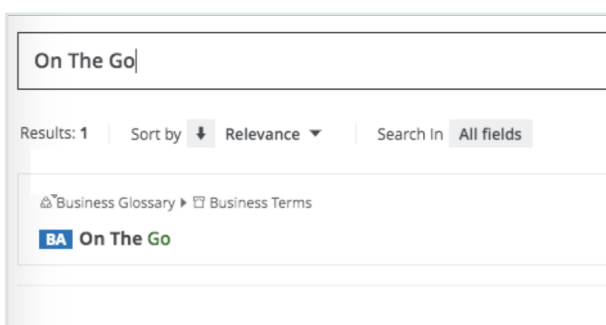 On The Go
Results: 1 Sort by Relevance Search In All fields
Business Glossary Business Terms
BA On The Go